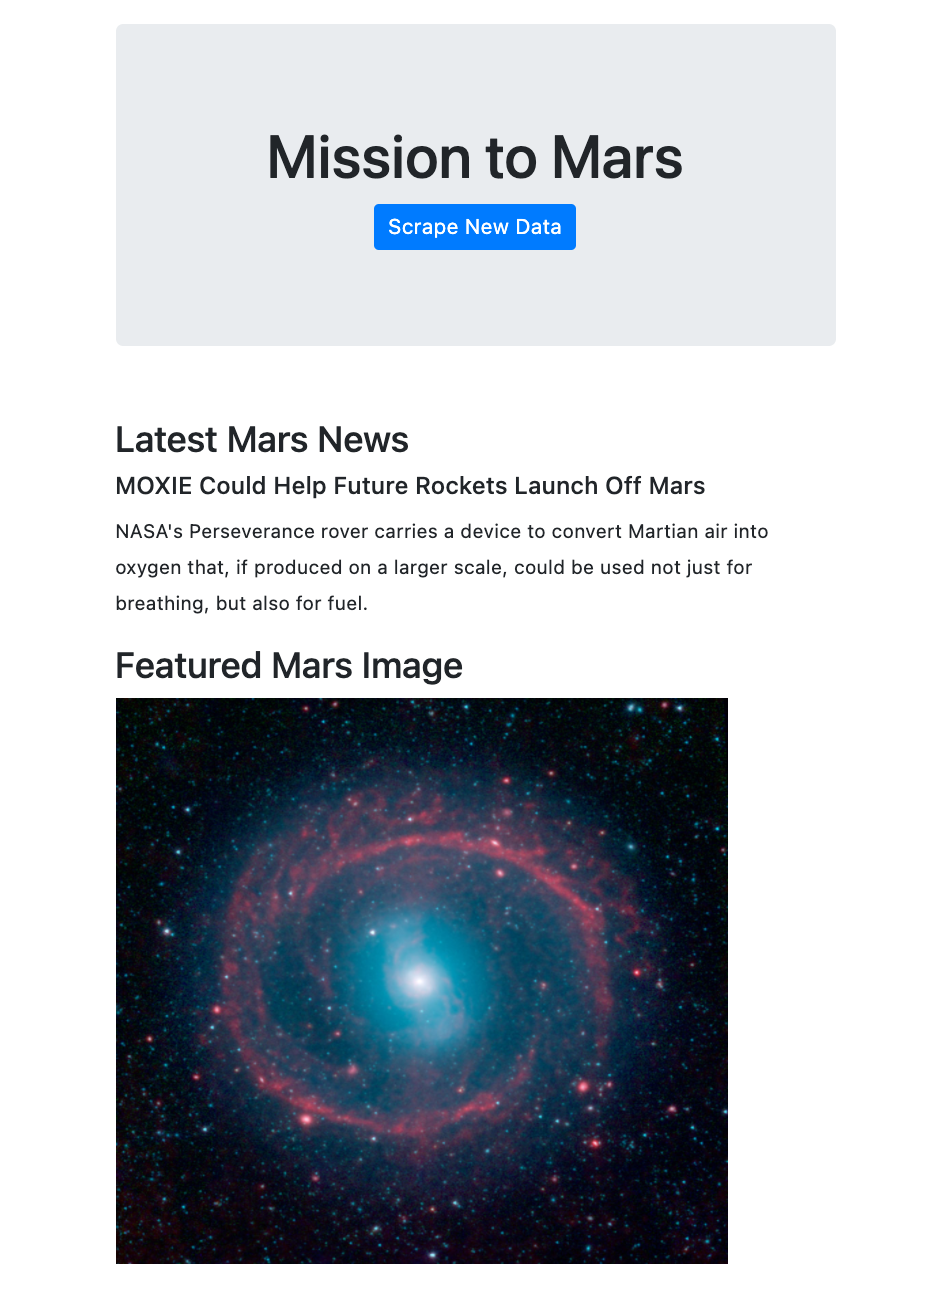 Mission to Mars
Scrape New Data
Latest Mars News
MOXIE Could Help Future Rockets Launch Off Mars
NASA's Perseverance rover carries a device to convert Martian air into
oxygen that, if produced on a larger scale, could be used not just for
breathing, but also for fuel.
Featured Mars Image